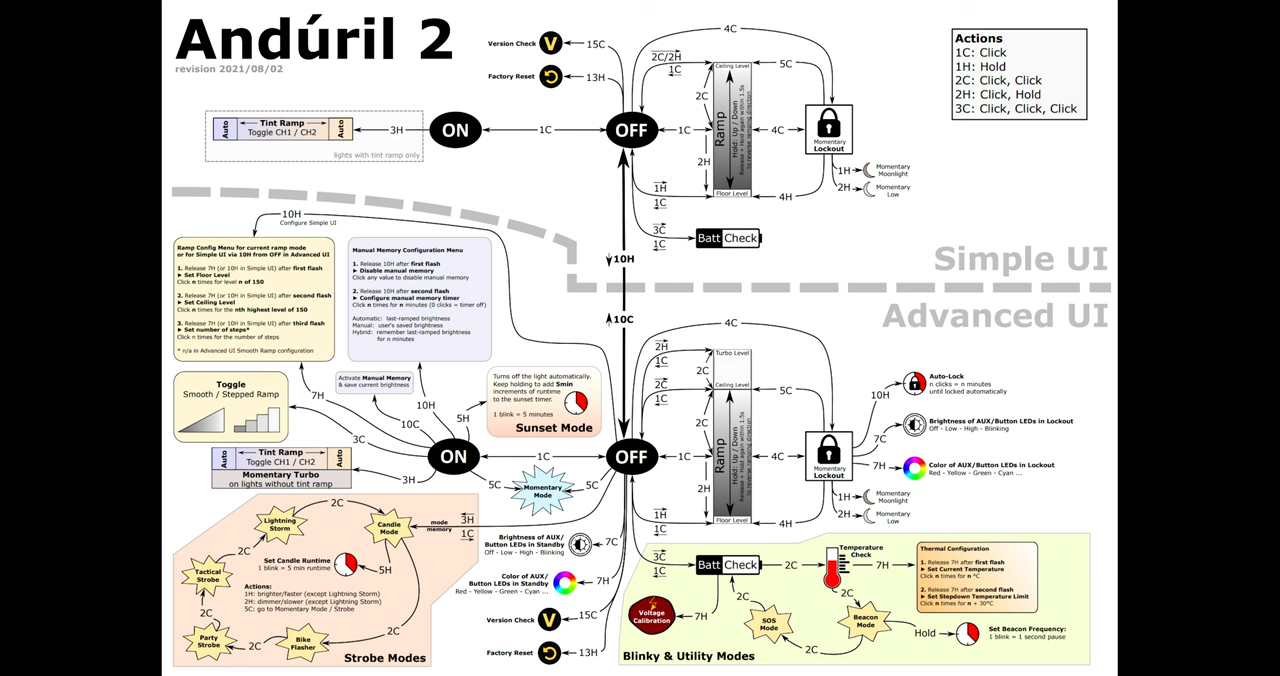 Andúril 2
revision 2021/08/02
Version Check
V
15C
Factory Reset
13H
Actions
1C: Click
1H: Hold
2C: Click, Click
2H: Click, Hold
3C: Click, Click, Click
4C
2C/2H
1C
Ceiling Level
5C
2C
Ramp
Hold: Up / Down
Release + Hold again within 1.5s
to reverse ramping direction
Auto
Tint Ramp
Toggle CH1 / CH2
Auto
3H
ON
1C
OFF
1C
4C
Momentary
Lockout
lights with tint ramp only
2H
1H
Momentary
Moonlight
2H
Momentary
Low
1H
1C
Floor Level
4H
3C
1C
Batt Check
10H
Configure Simple UI
10H
Simple UI
Advanced UI
10C
Ramp Config Menu for current ramp mode
or for Simple UI via 10H from OFF in Advanced UI
1. Release 7H (or 10H in Simple UI) after first flash
► Set Floor Level
Click n times for level n of 150
2. Release 7H (or 10H in Simple UI) after second flash
► Set Ceiling Level
Click n times for the nth highest level of 150
3. Release 7H (or 10H in Simple UI) after third flash
► Set number of steps*
Click n times for the number of steps
* n/a in Advanced UI Smooth Ramp configuration
Manual Memory Configuration Menu
1. Release 10H after first flash
► Disable manual memory
Click any value to disable manual memory
2. Release 10H after second flash
► Configure manual memory timer
Click n times for n minutes (0 clicks = timer off)
Automatic: last-ramped brightness
Manual: user's saved brightness
Hybrid: remember last-ramped brightness
for n minutes
4C
2H
1C
Turbo Level
2C
2C
1C
Ceiling Level
5C
Toggle
Smooth / Stepped Ramp
7H
Activate Manual Memory
& save current brightness
10H
10C
5H
Turns off the light automatically.
Keep holding to add 5min
increments of runtime
to the sunset timer.
1 blink = 5 minutes
Sunset Mode
10H
Auto-Lock
n clicks = n minutes
until locked automatically
2C
Ramp
Hold: Up / Down
Release + Hold again within 1.5s
to reverse ramping direction
7C
Brightness of AUX/Button LEDs in Lockout
Off - Low - High - Blinking
3C
Auto
Tint Ramp
Toggle CH1 / CH2
Auto
Momentary Turbo
on lights without tint ramp
3H
ON
1C
OFF
1C
4C
Momentary
Lockout
7H
Color of AUX/Button LEDs in Lockout
Red - Yellow - Green - Cyan ...
5C
Momentary
Mode
5C
2H
1H
Momentary
Moonlight
2H
Momentary
Low
1H
1C
Floor Level
4H
2C
Lightning
Storm
Candle
Mode
mode
memory
3H
1C
Brightness of AUX/
Button LEDs in Standby
Off - Low - High - Blinking
7C
2C
Set Candle Runtime
1 blink = 5 min runtime
5H
Tactical
Strobe
Actions:
1H: brighter/faster (except Lightning Storm)
2H: dimmer/slower (except Lightning Storm)
5C: go to Momentary Mode / Strobe
Color of AUX/
Button LEDs in Standby
Red - Yellow - Green - Cyan ...
7H
2C
Party
Strobe
2C
Bike
Flasher
2C
Strobe Modes
Version Check
V
15C
Factory Reset
13H
3C
1C
Batt Check
2C
Temperature
Check
7H
Thermal Configuration
1. Release 7H after first flash
► Set Current Temperature
Click n times for n °C
2. Release 7H after second flash
► Set Stepdown Temperature Limit
Click n times for n + 30°C
Voltage
Calibration
7H
2C
SOS
Mode
2C
Beacon
Mode
2C
Hold
Set Beacon Frequency:
1 blink = 1 second pause
Blinky & Utility Modes